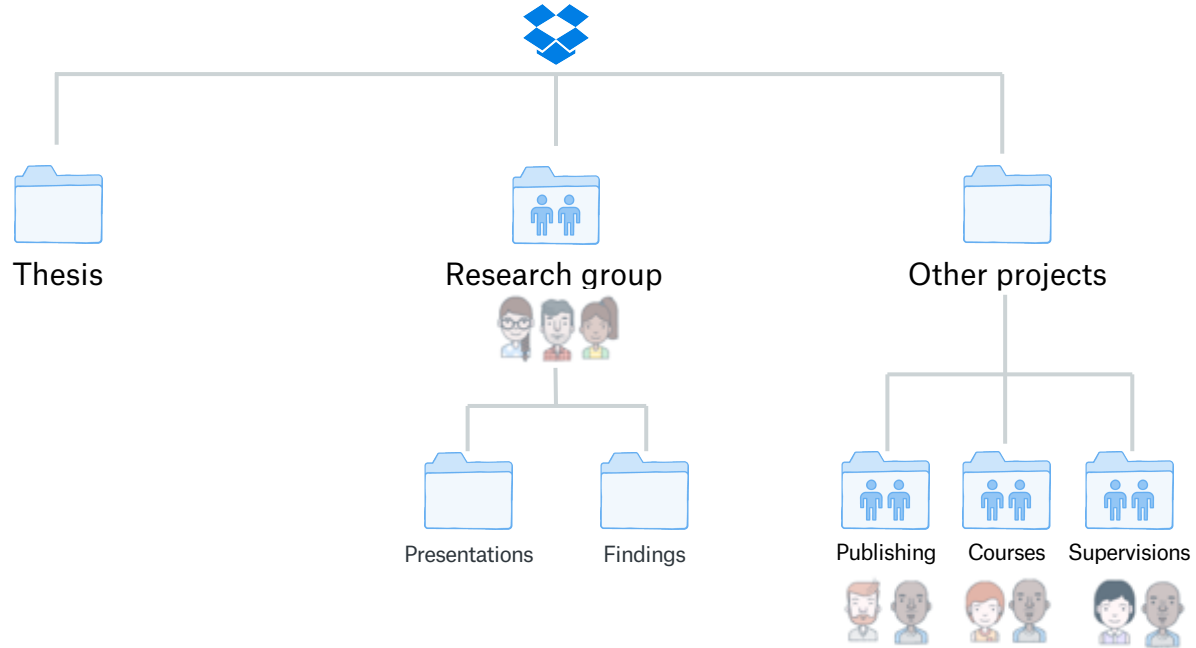 Thesis
Research group
Other projects
Presentations
Findings
Publishing
Courses
Supervisions